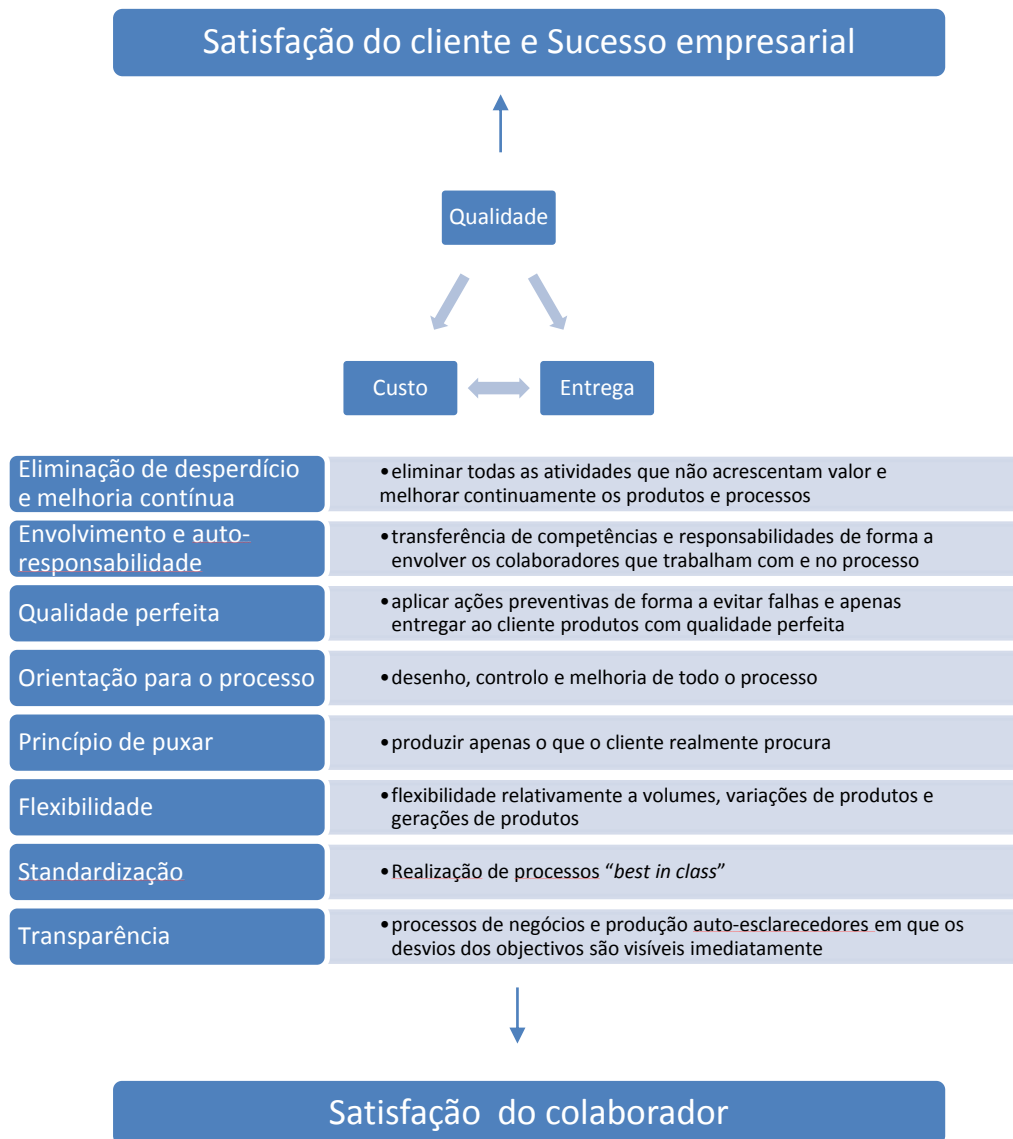 Satisfação do cliente e Sucesso empresarial
Qualidade
Custo
Entrega
Eliminação de desperdício
e melhoria contínua
•eliminar todas as atividades que não acrescentam valor e
melhorar continuamente os produtos e processos
Envolvimento e auto-
responsabilidade
•transferência de competências e responsabilidades de forma a
envolver os colaboradores que trabalham com e no processo
Qualidade perfeita
•aplicar ações preventivas de forma a evitar falhas e apenas
entregar ao cliente produtos com qualidade perfeita
Orientação para o processo
•desenho, controlo e melhoria de todo o processo
Princípio de puxar
•produzir apenas o que o cliente realmente procura
Flexibilidade
•flexibilidade relativamente a volumes, variações de produtos e
gerações de produtos
Standardização
•Realização de processos “best in class”
Transparência
•processos de negócios e produção auto-esclarecedores em que os
desvios dos objectivos são visíveis imediatamente
Satisfação do colaborador